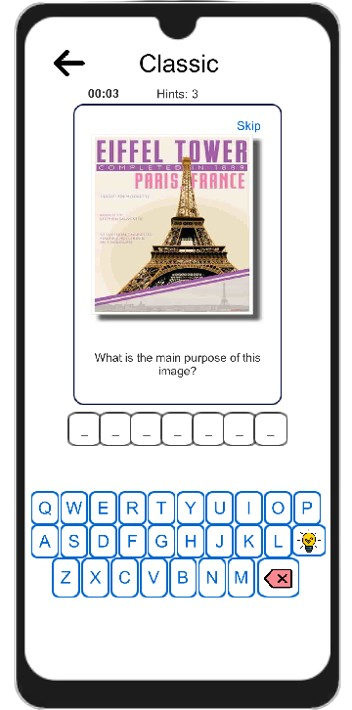 Classic
00:03 Hints: 3
Skip
EIFFEL TOWER
COMPLETED IN 1889
PARIS FRANCE
What is the main purpose of this
image?
_ _ _ _ _ _ _
Q W E R T Y U I O P
A S D F G H J K L
Z X C V B N M